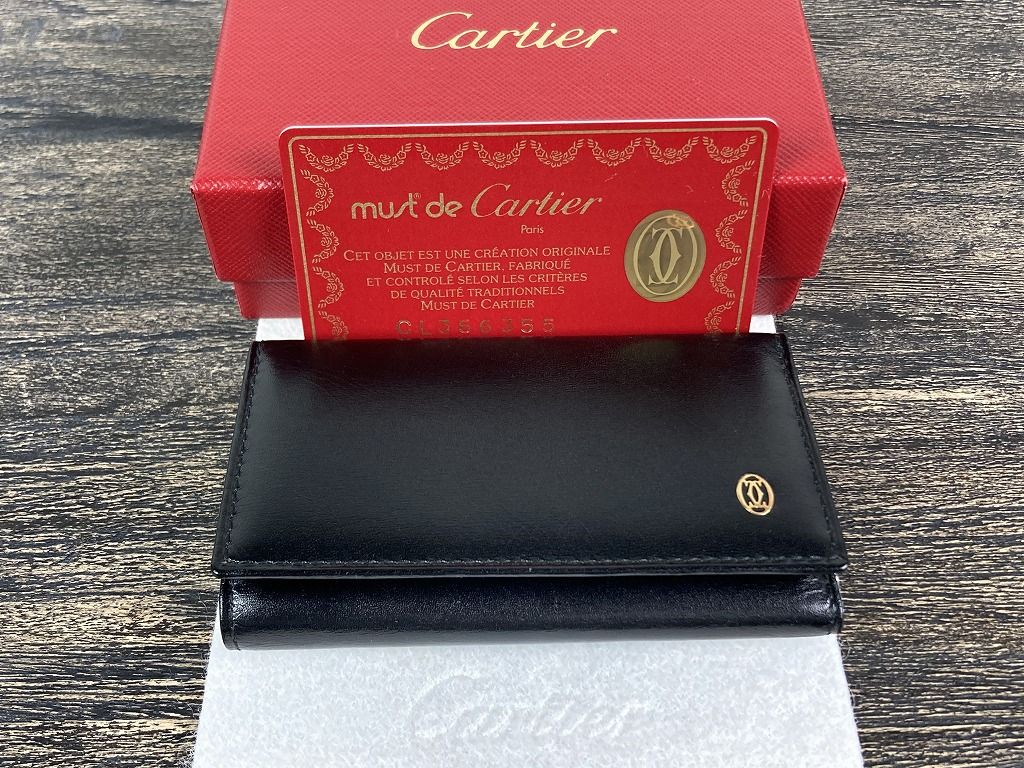 Cartier
must de Cartier
Paris
CET OBJET EST UNE CRÉATION ORIGINALE
MUST DE CARTIER, FABRIQUÉ
ET CONTROLÉ SELON LES CRITÈRES
DE QUALITÉ TRADITIONNELS
MUST DE CARTIER
CL366355
Cartier